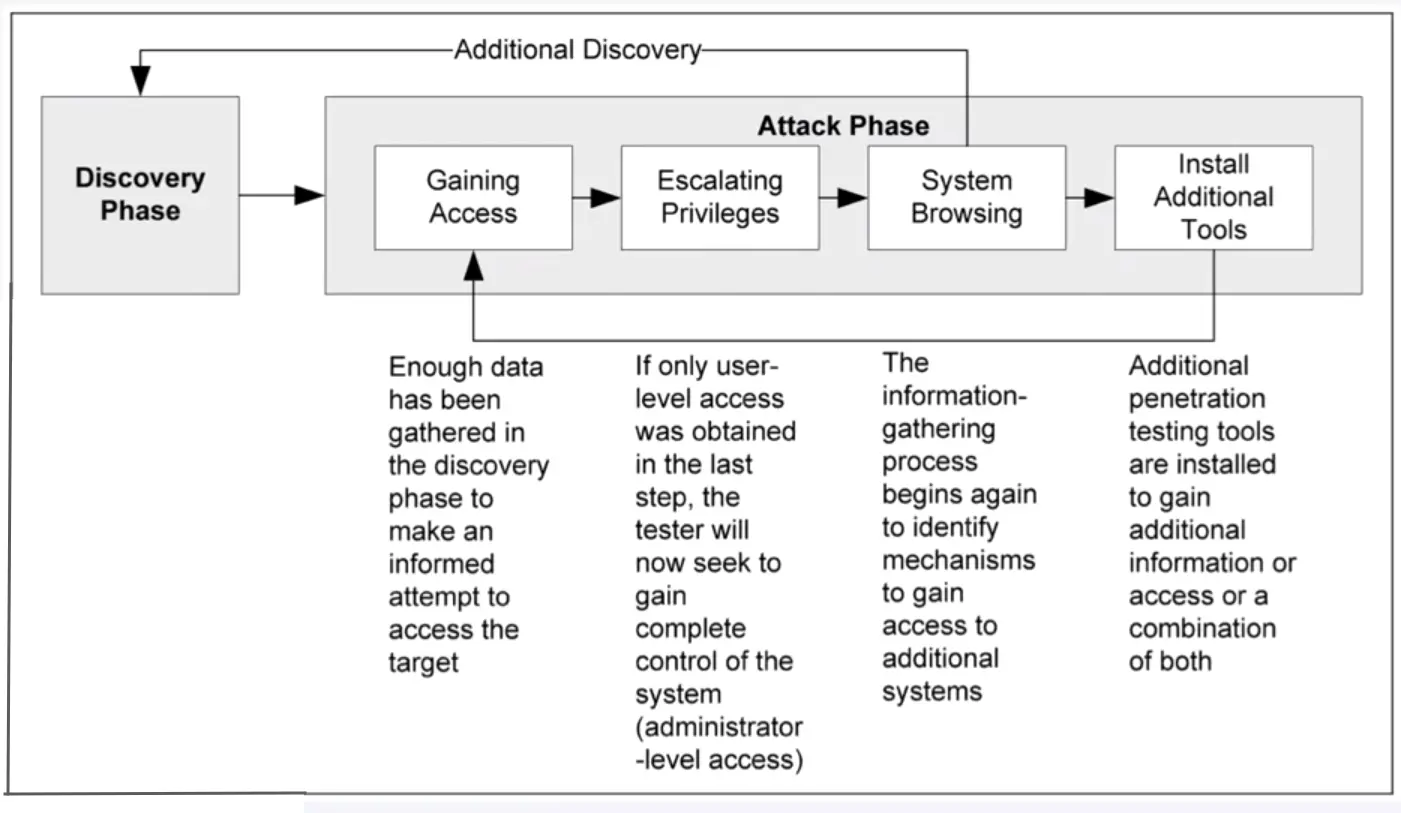 Additional Discovery
Attack Phase
Discovery
Phase
Gaining
Access
Escalating
Privileges
System
Browsing
Install
Additional
Tools
Enough data
has been
gathered in
the discovery
phase to
make an
informed
attempt to
access the
target
If only user-
level access
was obtained
in the last
step, the
tester will
now seek to
gain
complete
control of the
system
(administrator
-level access)
The
information-
gathering
process
begins again
to identify
mechanisms
to gain
access to
additional
systems
Additional
penetration
testing tools
are installed
to gain
additional
information or
access or a
combination
of both